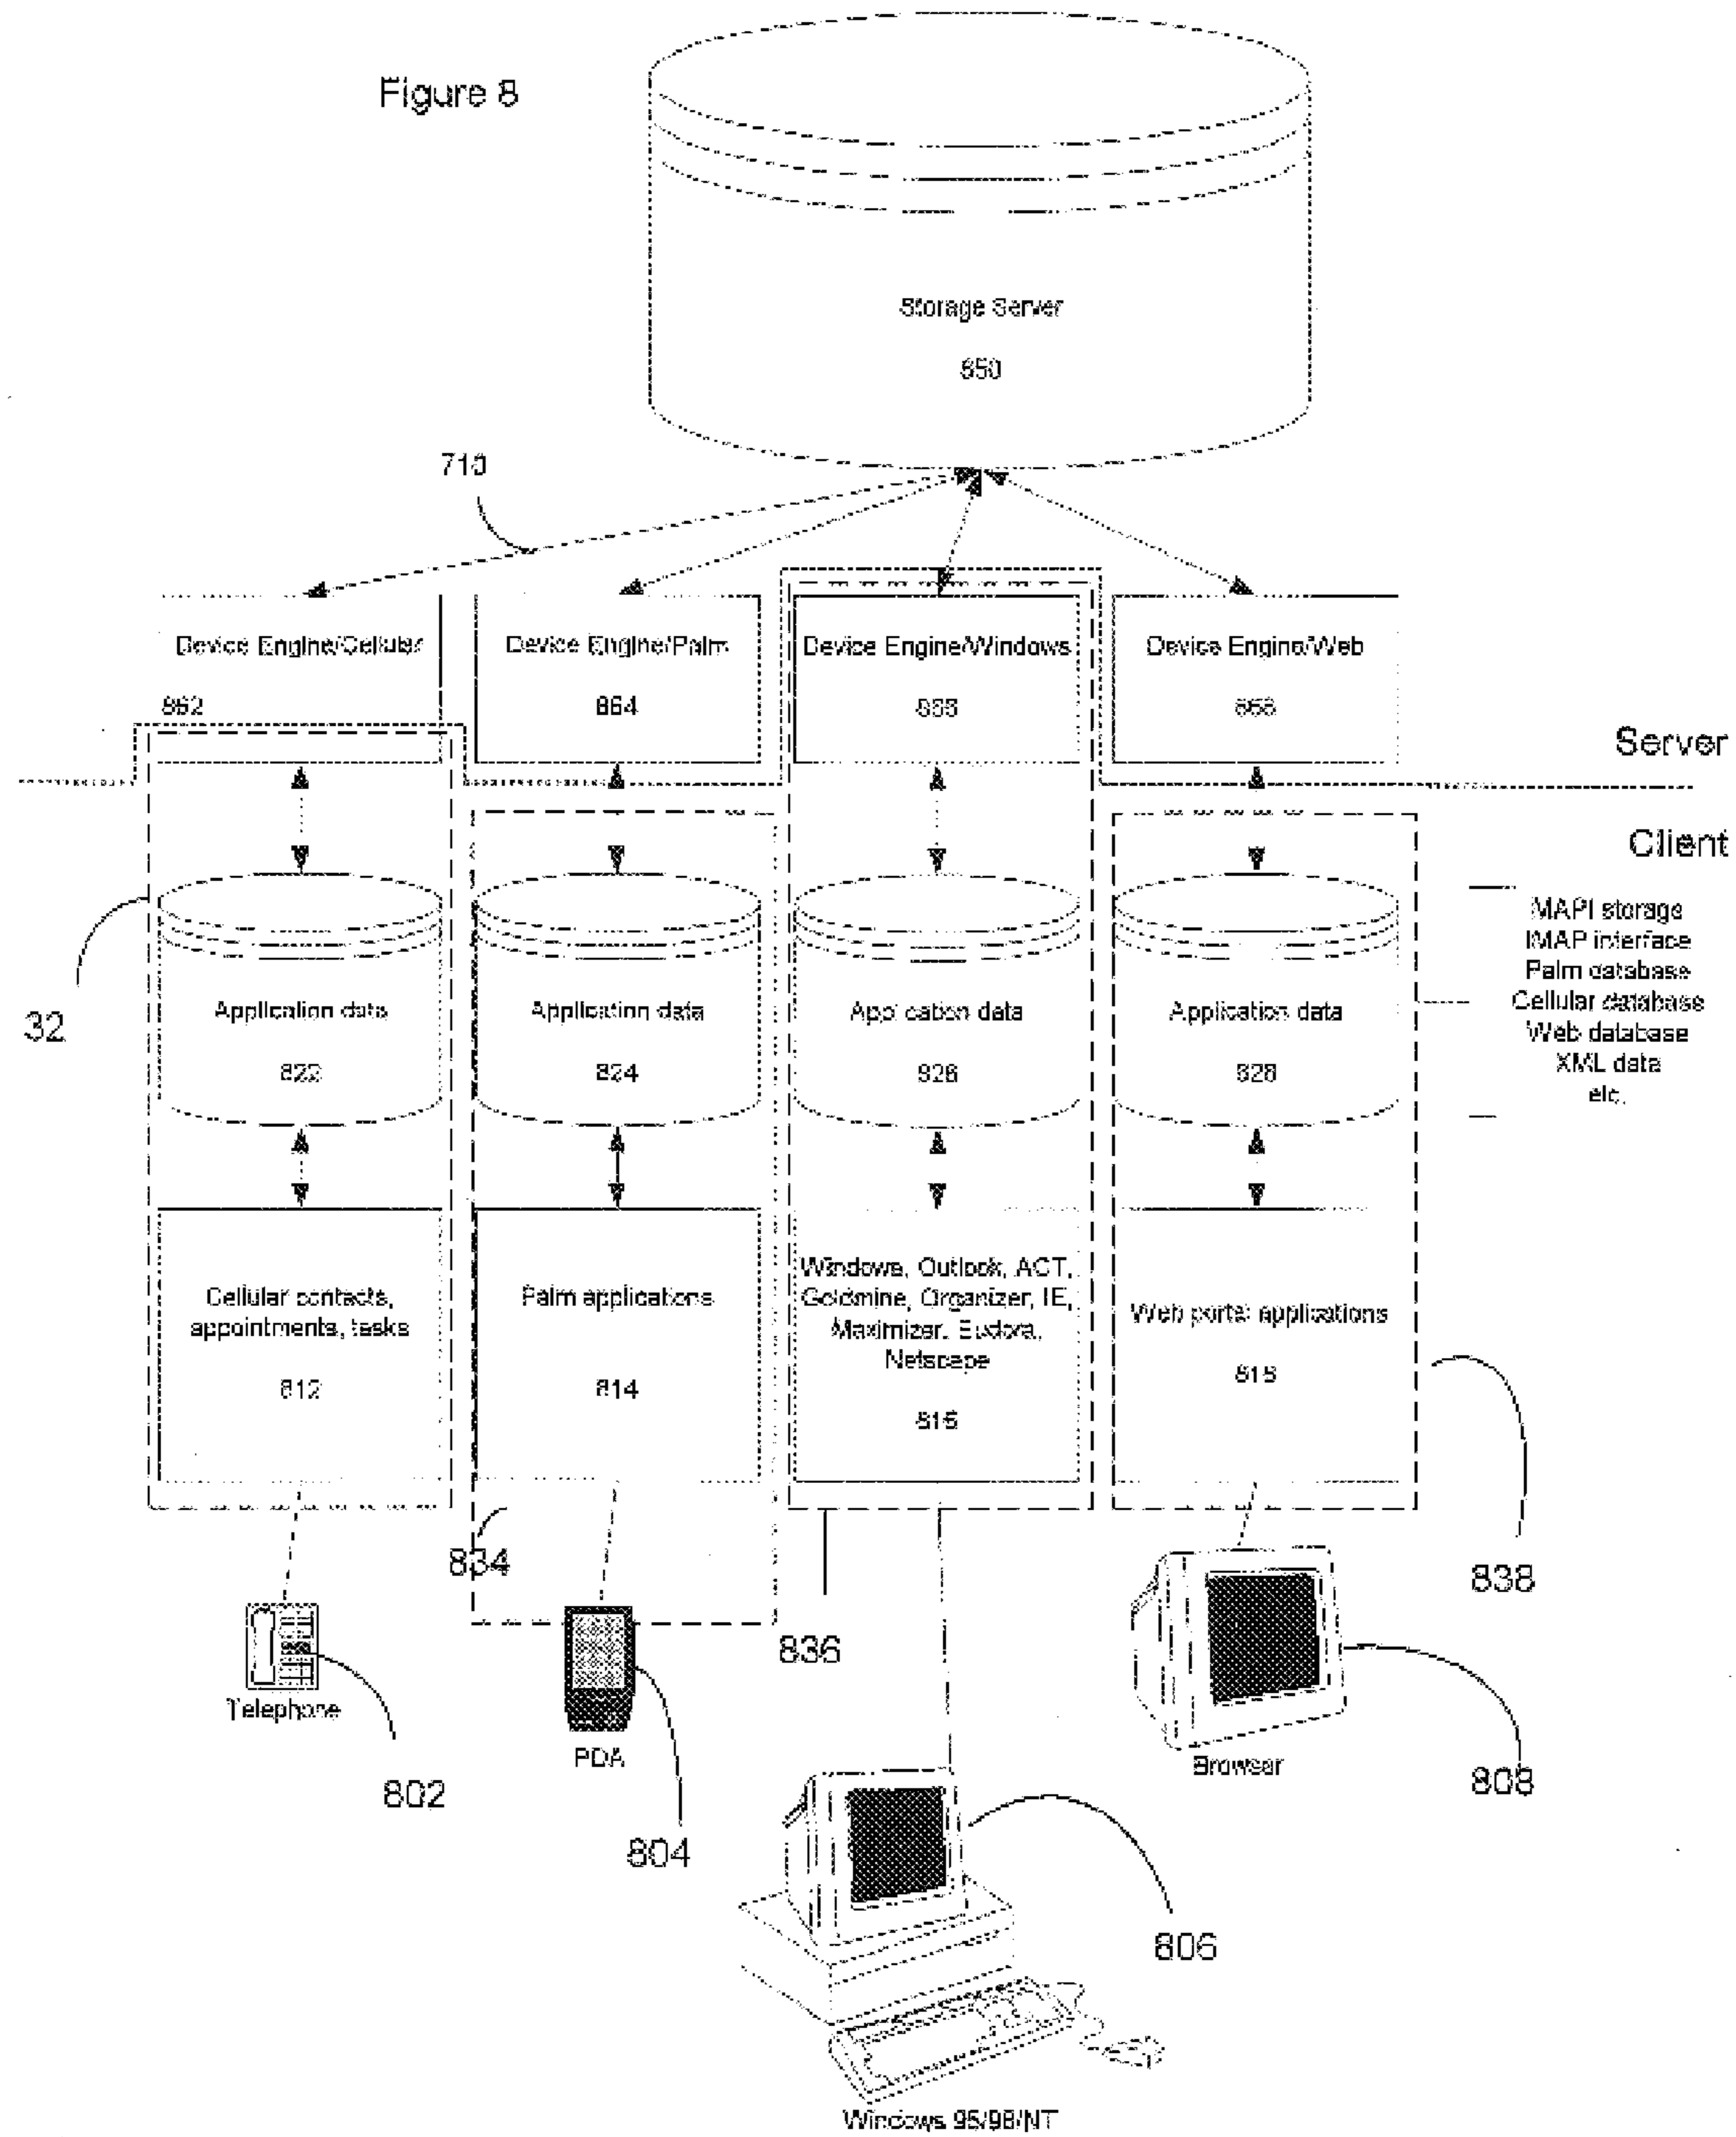 Figure 8
Storage Server
850
710
Device Engine/Cellular
862
Device Engine/Palm
864
Device Engine/Windows
866
Device Engine/Web
868
Server
Client
32
Application data
822
Application data
824
Application data
826
Application data
828
MAPI storage
IMAP interface
Palm database
Cellular database
Web database
XML data
etc.
Cellular contacts,
appointments, tasks
812
Palm applications
814
Windows, Outlook, ACT,
Goldmine, Organizer, IE,
Maximizer, Eudora,
Netscape
816
Web portal applications
818
834
836
838
Telephone
802
PDA
804
Browser
808
806
Windows 95/98/NT